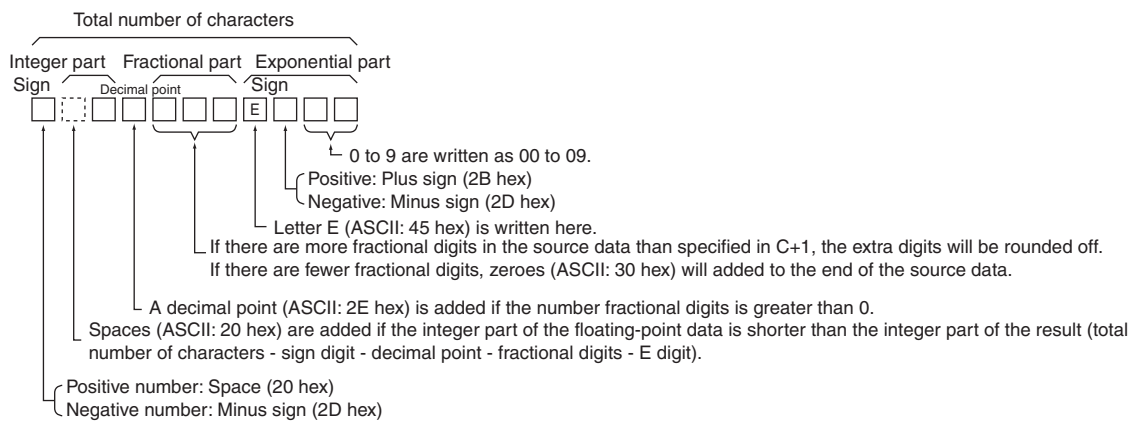 Total number of characters
Integer part Fractional part Exponential part
Sign Decimal point Sign
E
0 to 9 are written as 00 to 09.
Positive: Plus sign (2B hex)
Negative: Minus sign (2D hex)
Letter E (ASCII: 45 hex) is written here.
If there are more fractional digits in the source data than specified in C+1, the extra digits will be rounded off.
If there are fewer fractional digits, zeroes (ASCII: 30 hex) will added to the end of the source data.
A decimal point (ASCII: 2E hex) is added if the number fractional digits is greater than 0.
Spaces (ASCII: 20 hex) are added if the integer part of the floating-point data is shorter than the integer part of the result (total
number of characters - sign digit - decimal point - fractional digits - E digit).
Positive number: Space (20 hex)
Negative number: Minus sign (2D hex)